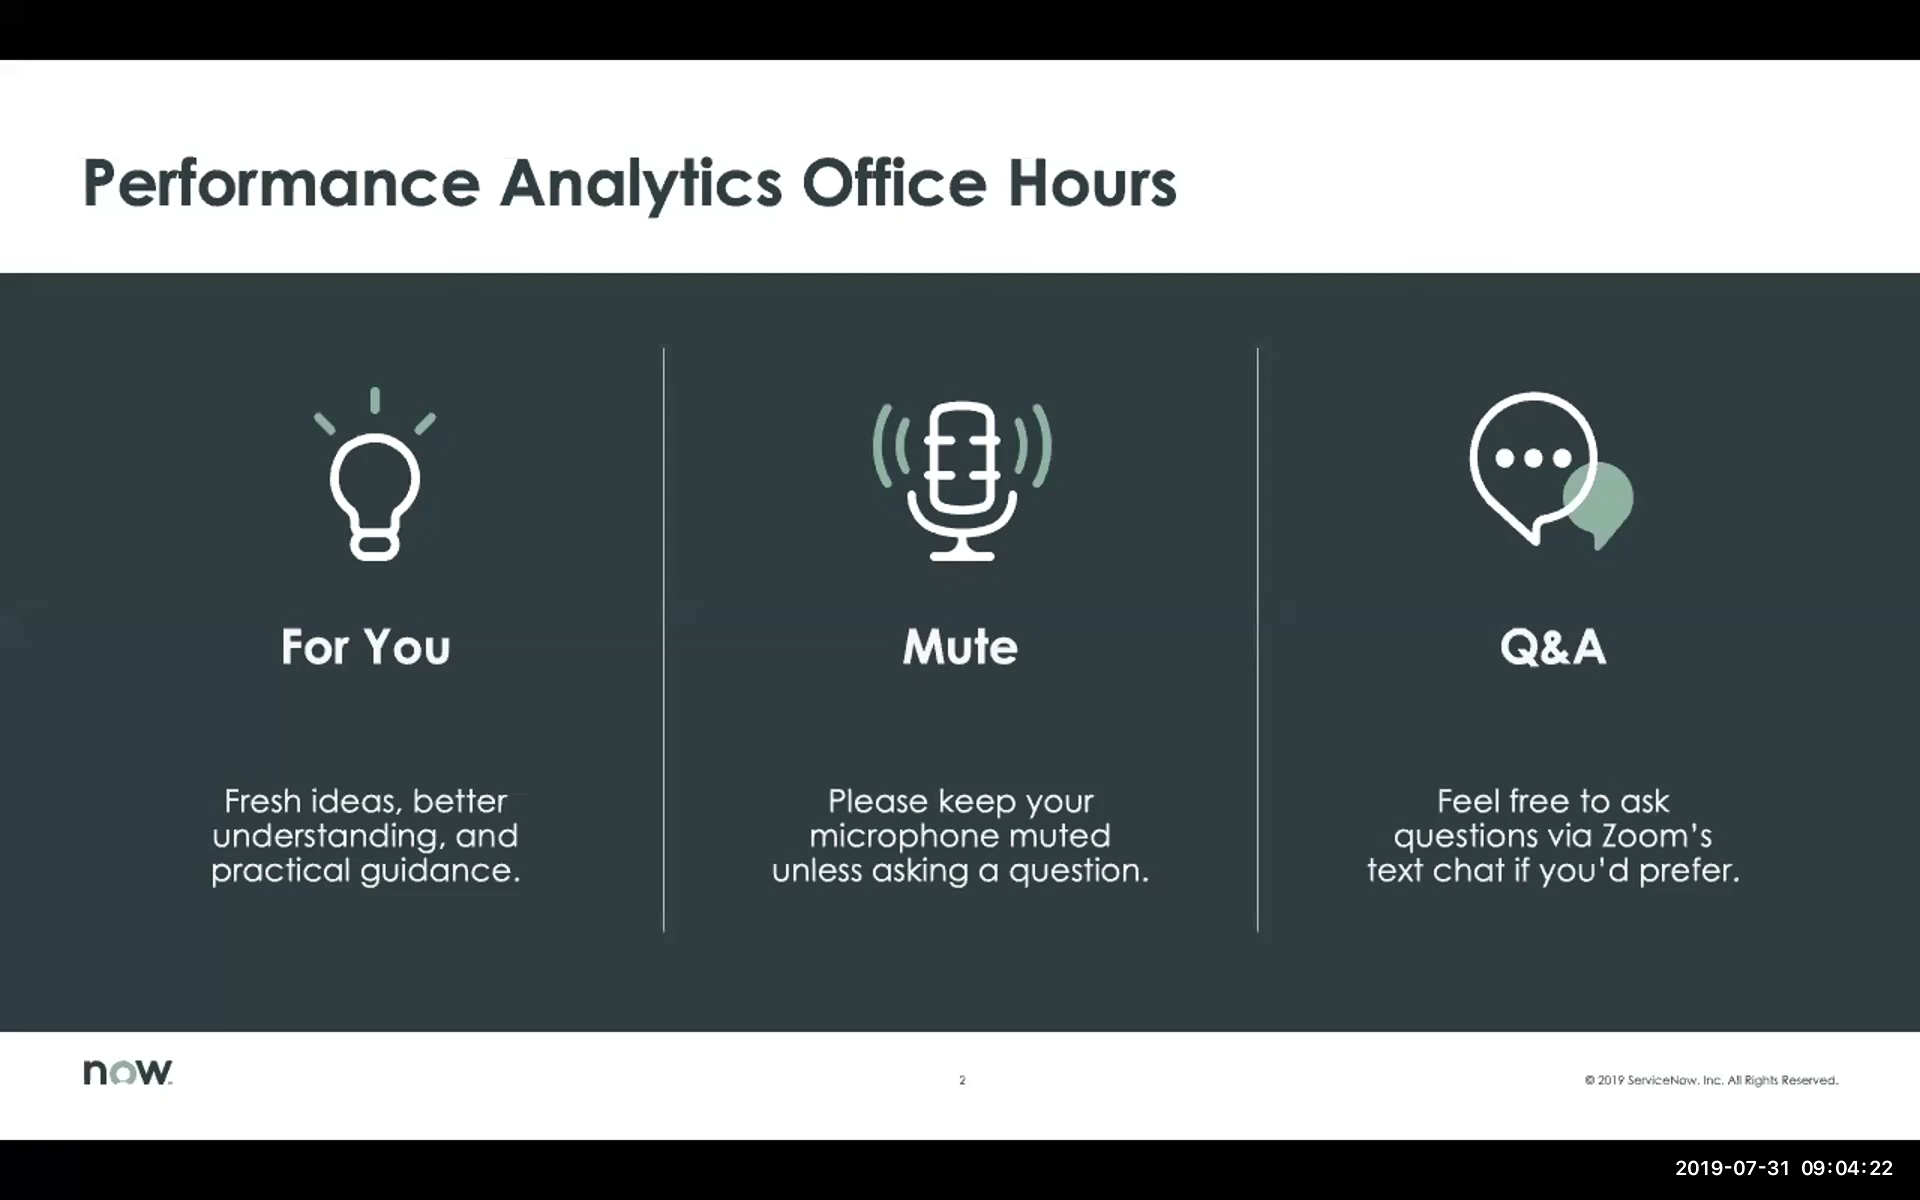 Performance Analytics Office Hours
For You
Fresh ideas, better
understanding, and
practical guidance.
Mute
Please keep your
microphone muted
unless asking a question.
Q&A
Feel free to ask
questions via Zoom’s
text chat if you’d prefer.
now.
2
© 2019 ServiceNow, Inc. All Rights Reserved.
2019-07-31 09:04:22